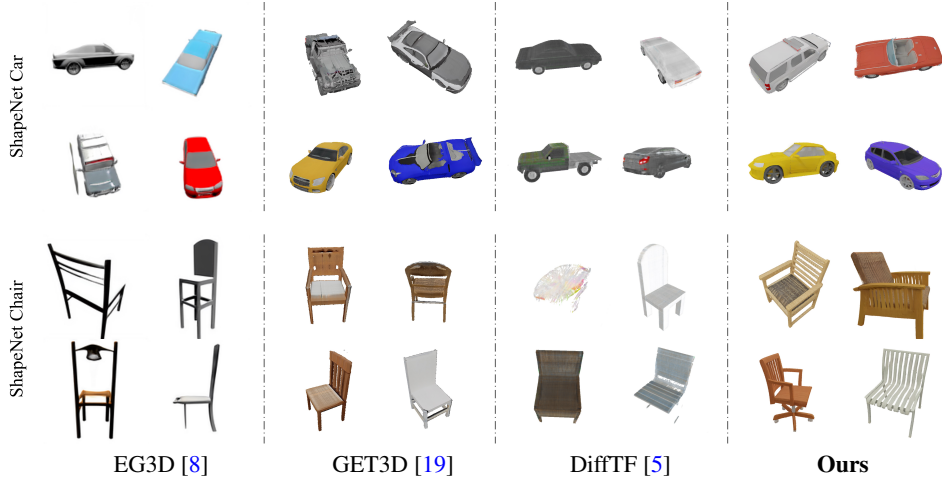 ShapeNet Car
ShapeNet Chair
EG3D [8]
GET3D [19]
DiffTF [5]
Ours